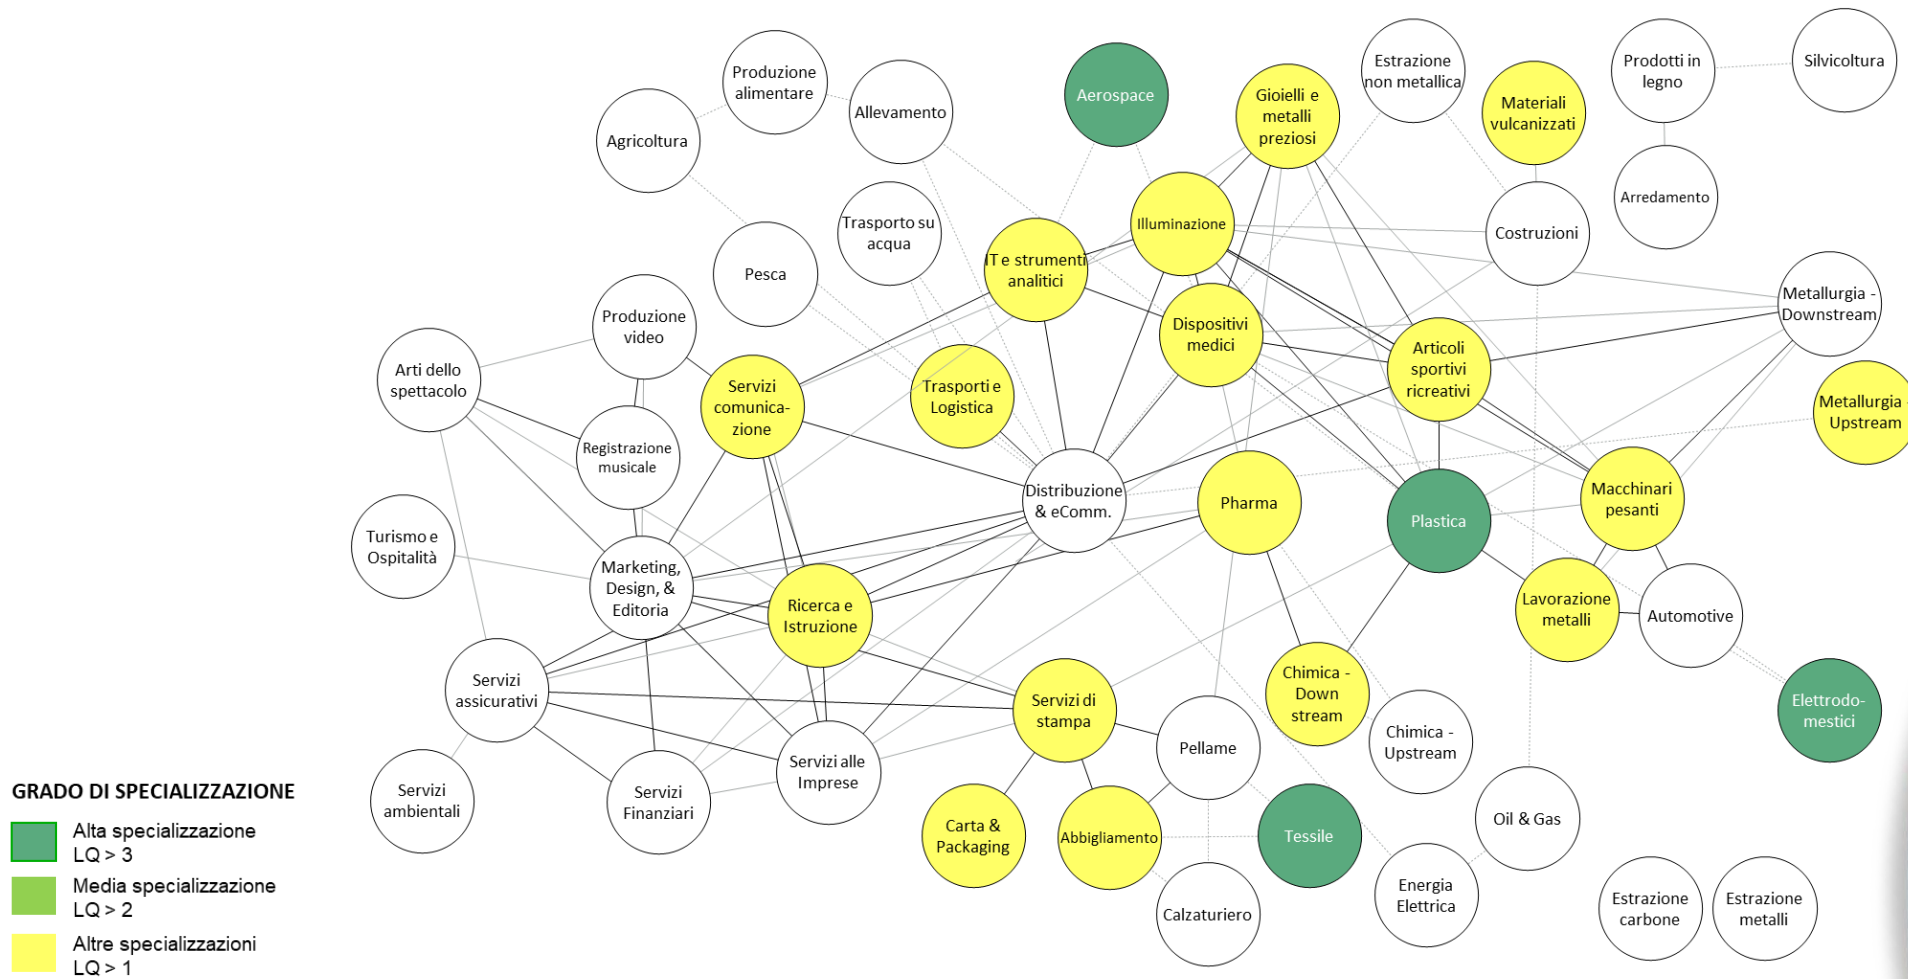 Produzione
alimentare
Allevamento
Agricoltura
Aerospace
Gioielli e
metalli
preziosi
Estrazione
non metallica
Materiali
vulcanizzati
Prodotti in
legno
Silvicoltura
Arredamento
Trasporto su
acqua
Pesca
IT e strumenti
analitici
Illuminazione
Costruzioni
Metallurgia -
Downstream
Produzione
video
Dispositivi
medici
Articoli
sportivi
ricreativi
Arti dello
spettacolo
Servizi
comunica-
zione
Trasporti e
Logistica
Metallurgia -
Upstream
Registrazione
musicale
Distribuzione
& eComm.
Pharma
Plastica
Macchinari
pesanti
Turismo e
Ospitalità
Marketing,
Design, &
Editoria
Ricerca e
Istruzione
Lavorazione
metalli
Automotive
Servizi
assicurativi
Servizi di
stampa
Chimica -
Down
stream
Chimica -
Upstream
Elettrodo-
mestici
Pellame
Servizi
ambientali
Servizi
Finanziari
Servizi alle
Imprese
Carta &
Packaging
Abbigliamento
Tessile
Oil & Gas
Calzaturiero
Energia
Elettrica
Estrazione
carbone
Estrazione
metalli
GRADO DI SPECIALIZZAZIONE
Alta specializzazione
LQ > 3
Media specializzazione
LQ > 2
Altre specializzazioni
LQ > 1